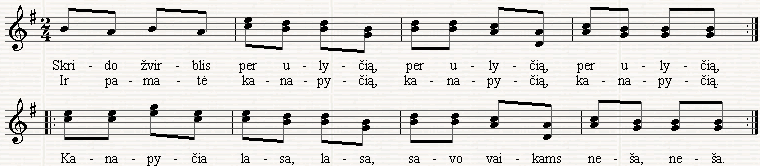 2
4
Skri - do žvir - blis per u - ly - čią, per u - ly - čią, per u - ly - čią,
Ir pa - ma - tė ka - na - py - čią, ka - na - py - čią, ka - na - py - čią.
Ka - na - py - čia la - sa, la - sa, sa - vo vai - kams ne - ša, ne - ša.